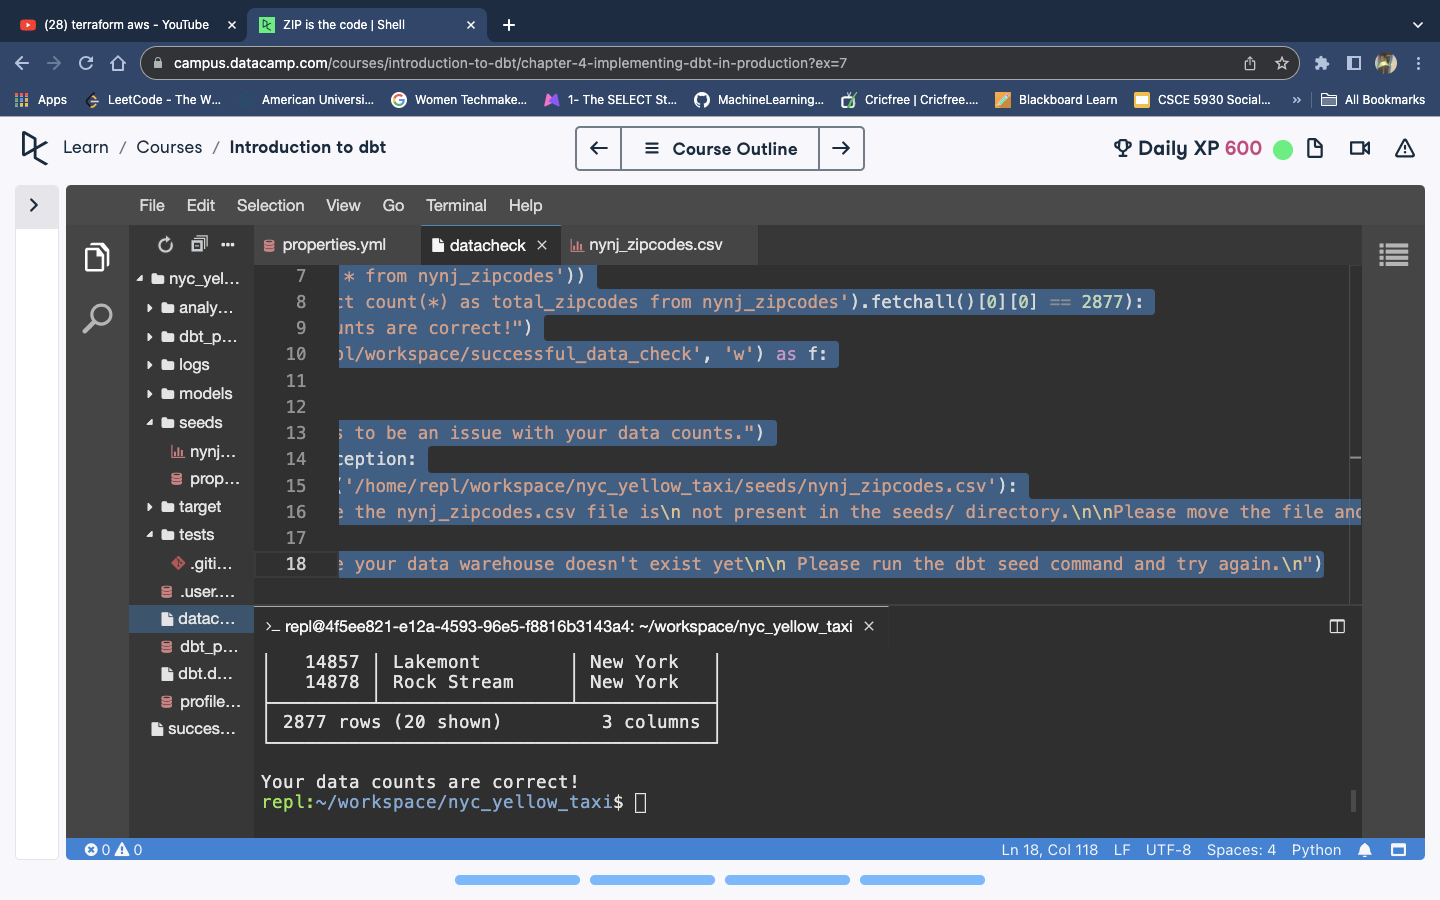 (28) terraform aws - YouTube
ZIP is the code | Shell
campus.datacamp.com/courses/introduction-to-dbt/chapter-4-implementing-dbt-in-production?ex=7
Apps
LeetCode - The W...
American Universi...
Women Techmake...
1- The SELECT St...
MachineLearning...
Cricfree | Cricfree....
Blackboard Learn
CSCE 5930 Social...
»
All Bookmarks
Learn / Courses / Introduction to dbt
Course Outline
Daily XP 600
File Edit Selection View Go Terminal Help
properties.yml
datacheck
nynj_zipcodes.csv
nyc_yel...
analy...
dbt_p...
logs
models
seeds
nynj...
prop...
target
tests
.giti...
.user....
datac...
dbt_p...
dbt.d...
profile...
succes...
7 * from nynj_zipcodes'))
8 ct count(*) as total_zipcodes from nynj_zipcodes').fetchall()[0][0] == 2877):
9 unts are correct!")
10 pl/workspace/successful_data_check', 'w') as f:
11
12
13 s to be an issue with your data counts.")
14 ception:
15 ('/home/repl/workspace/nyc_yellow_taxi/seeds/nynj_zipcodes.csv'):
16 e the nynj_zipcodes.csv file is\n not present in the seeds/ directory.\n\nPlease move the file and
17
18 e your data warehouse doesn't exist yet\n\n Please run the dbt seed command and try again.\n")
>_ repl@4f5ee821-e12a-4593-96e5-f8816b3143a4: ~/workspace/nyc_yellow_taxi
14857 Lakemont New York
14878 Rock Stream New York
2877 rows (20 shown) 3 columns
Your data counts are correct!
repl:~/workspace/nyc_yellow_taxi$
0 0
Ln 18, Col 118 LF UTF-8 Spaces: 4 Python